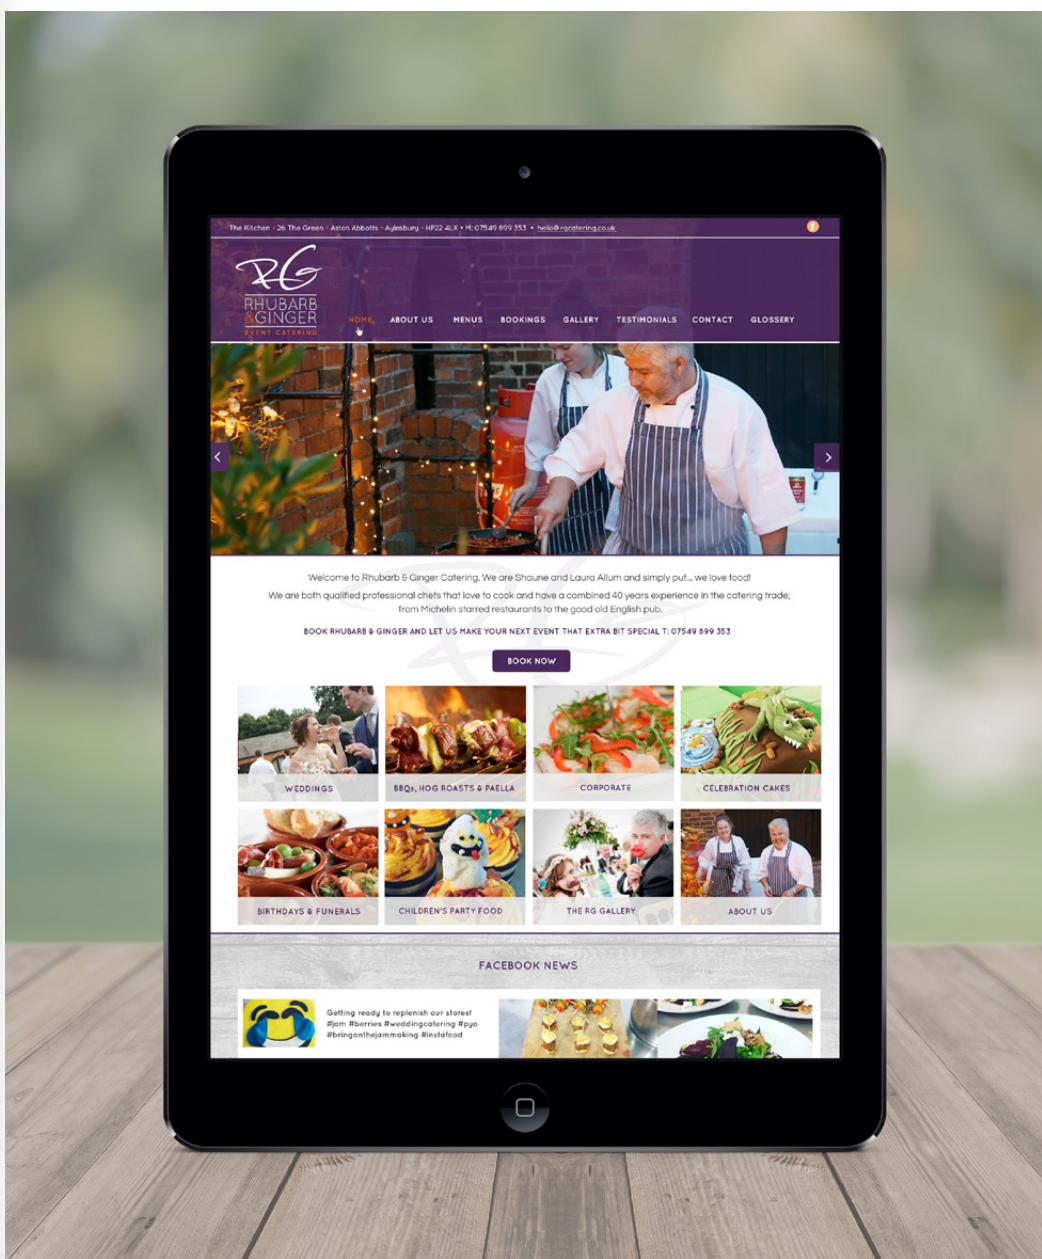 The Kitchen • 26 The Green • Aston Abbotts • Aylesbury • HP22 4LX • M: 07549 899 353 • hello@rgcatering.co.uk
f
RG
RHUBARB
&GINGER
EVENT CATERING
HOME ABOUT US MENUS BOOKINGS GALLERY TESTIMONIALS CONTACT GLOSSERY
Welcome to Rhubarb & Ginger Catering. We are Shaune and Laura Allum and simply put... we love food!
We are both qualified professional chefs that love to cook and have a combined 40 years experience in the catering trade;
from Michelin starred restaurants to the good old English pub.
BOOK RHUBARB & GINGER AND LET US MAKE YOUR NEXT EVENT THAT EXTRA BIT SPECIAL T: 07549 899 353
BOOK NOW
WEDDINGS BBQs, HOG ROASTS & PAELLA CORPORATE CELEBRATION CAKES
BIRTHDAYS & FUNERALS CHILDREN'S PARTY FOOD THE RG GALLERY ABOUT US
FACEBOOK NEWS
Getting ready to replenish our stores!
#jam #berries #weddingcatering #pyo
#bringonthejammaking #instafood